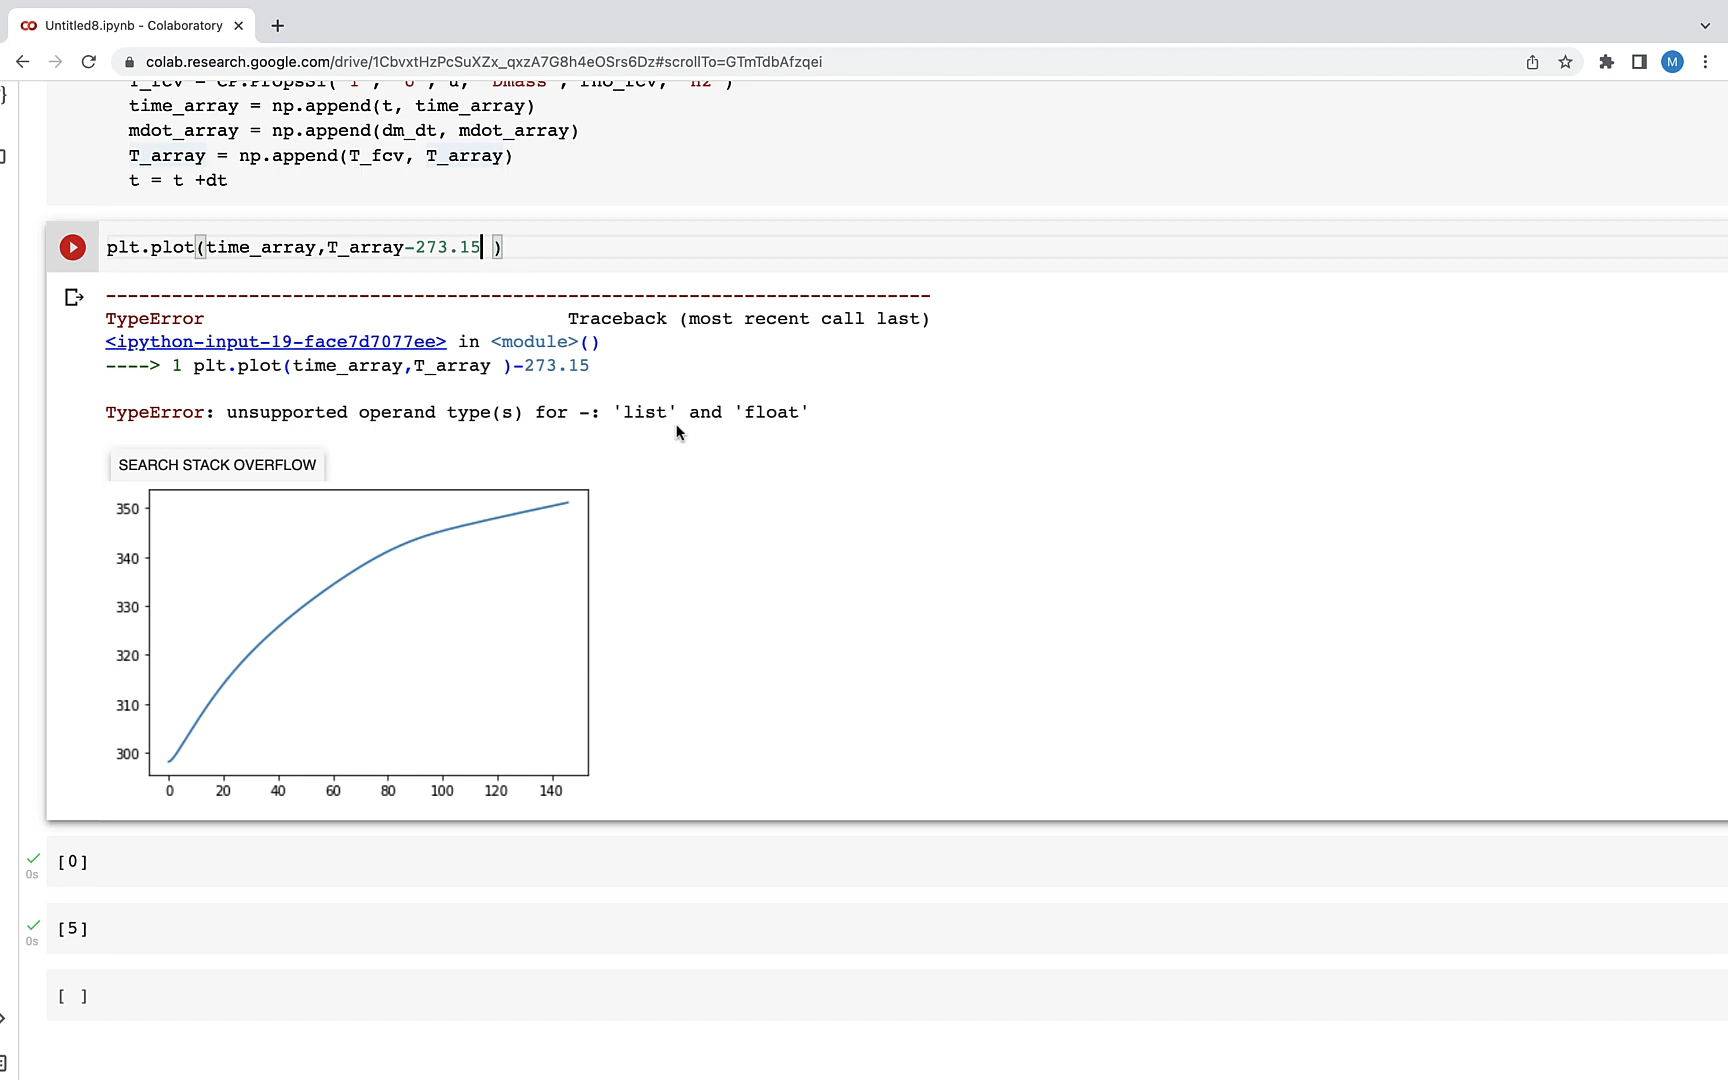 Untitled8.ipynb - Colaboratory
colab.research.google.com/drive/1CbvxtHzPcSuXZx_qxzA7G8h4eOSrs6Dz#scrollTo=GTmTdbAfzqei
M
time_array = np.append(t, time_array)
mdot_array = np.append(dm_dt, mdot_array)
T_array = np.append(T_fcv, T_array)
t = t +dt
plt.plot(time_array,T_array-273.15 )
---------------------------------------------------------------------------
TypeError Traceback (most recent call last)
<ipython-input-19-face7d7077ee> in <module>()
----> 1 plt.plot(time_array,T_array )-273.15
TypeError: unsupported operand type(s) for -: 'list' and 'float'
SEARCH STACK OVERFLOW
350
340
330
320
310
300
0 20 40 60 80 100 120 140
[0]
0s
[5]
0s
[ ]